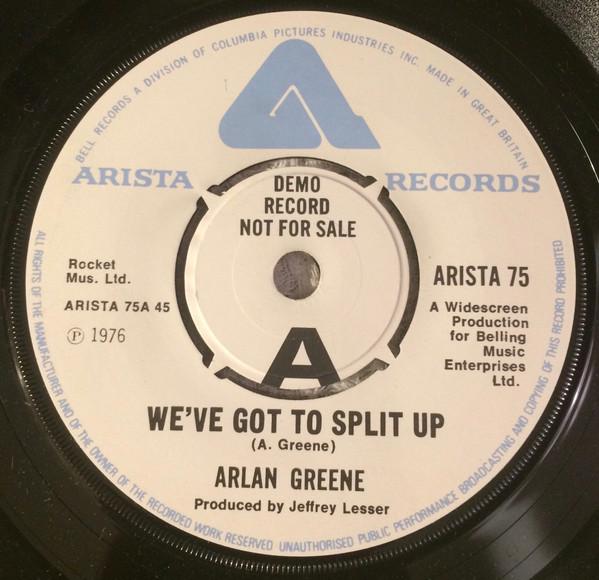 BELL RECORDS A DIVISION OF COLUMBIA PICTURES INDUSTRIES INC. MADE IN GREAT BRITAIN
ARISTA RECORDS
DEMO
RECORD
NOT FOR SALE
Rocket
Mus. Ltd.
ARISTA 75A 45
Ⓟ 1976
ARISTA 75
A Widescreen
Production
for Belling
Music
Enterprises
Ltd.
A
WE'VE GOT TO SPLIT UP
(A. Greene)
ARLAN GREENE
Produced by Jeffrey Lesser
ALL RIGHTS OF THE MANUFACTURER AND OF THE OWNER OF THE RECORDED WORK RESERVED UNAUTHORISED PUBLIC PERFORMANCE BROADCASTING AND COPYING OF THIS RECORD PROHIBITED